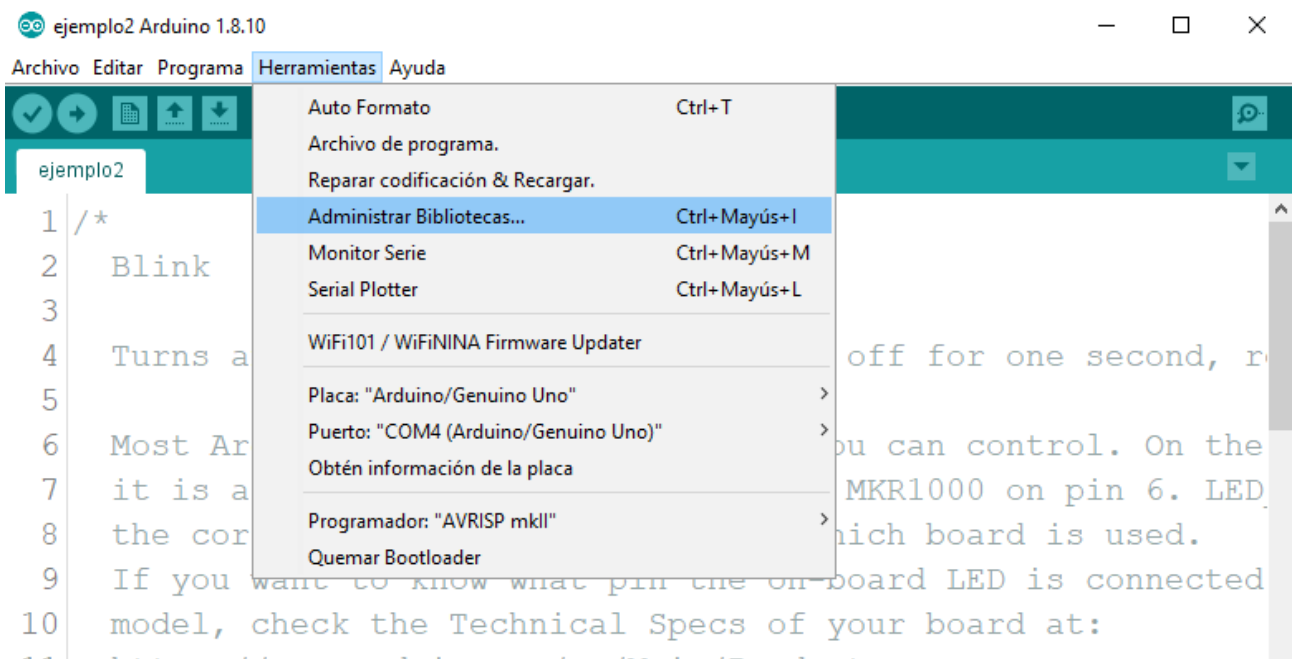 ejemplo2 Arduino 1.8.10
Archivo Editar Programa Herramientas Ayuda
ejemplo2
Auto Formato Ctrl+T
Archivo de programa.
Reparar codificación & Recargar.
Administrar Bibliotecas... Ctrl+Mayús+I
Monitor Serie Ctrl+Mayús+M
Serial Plotter Ctrl+Mayús+L
WiFi101 / WiFiNINA Firmware Updater
Placa: "Arduino/Genuino Uno"
Puerto: "COM4 (Arduino/Genuino Uno)"
Obtén información de la placa
Programador: "AVRISP mkII"
Quemar Bootloader
1 /*
2 Blink
3
4 Turns a off for one second,
5
6 Most Ar can control. On the
7 it is a MKR1000 on pin 6. LED_
8 the cor board is used.
9 If you want to know what pin the on-board LED is connected
10 model, check the Technical Specs of your board at: